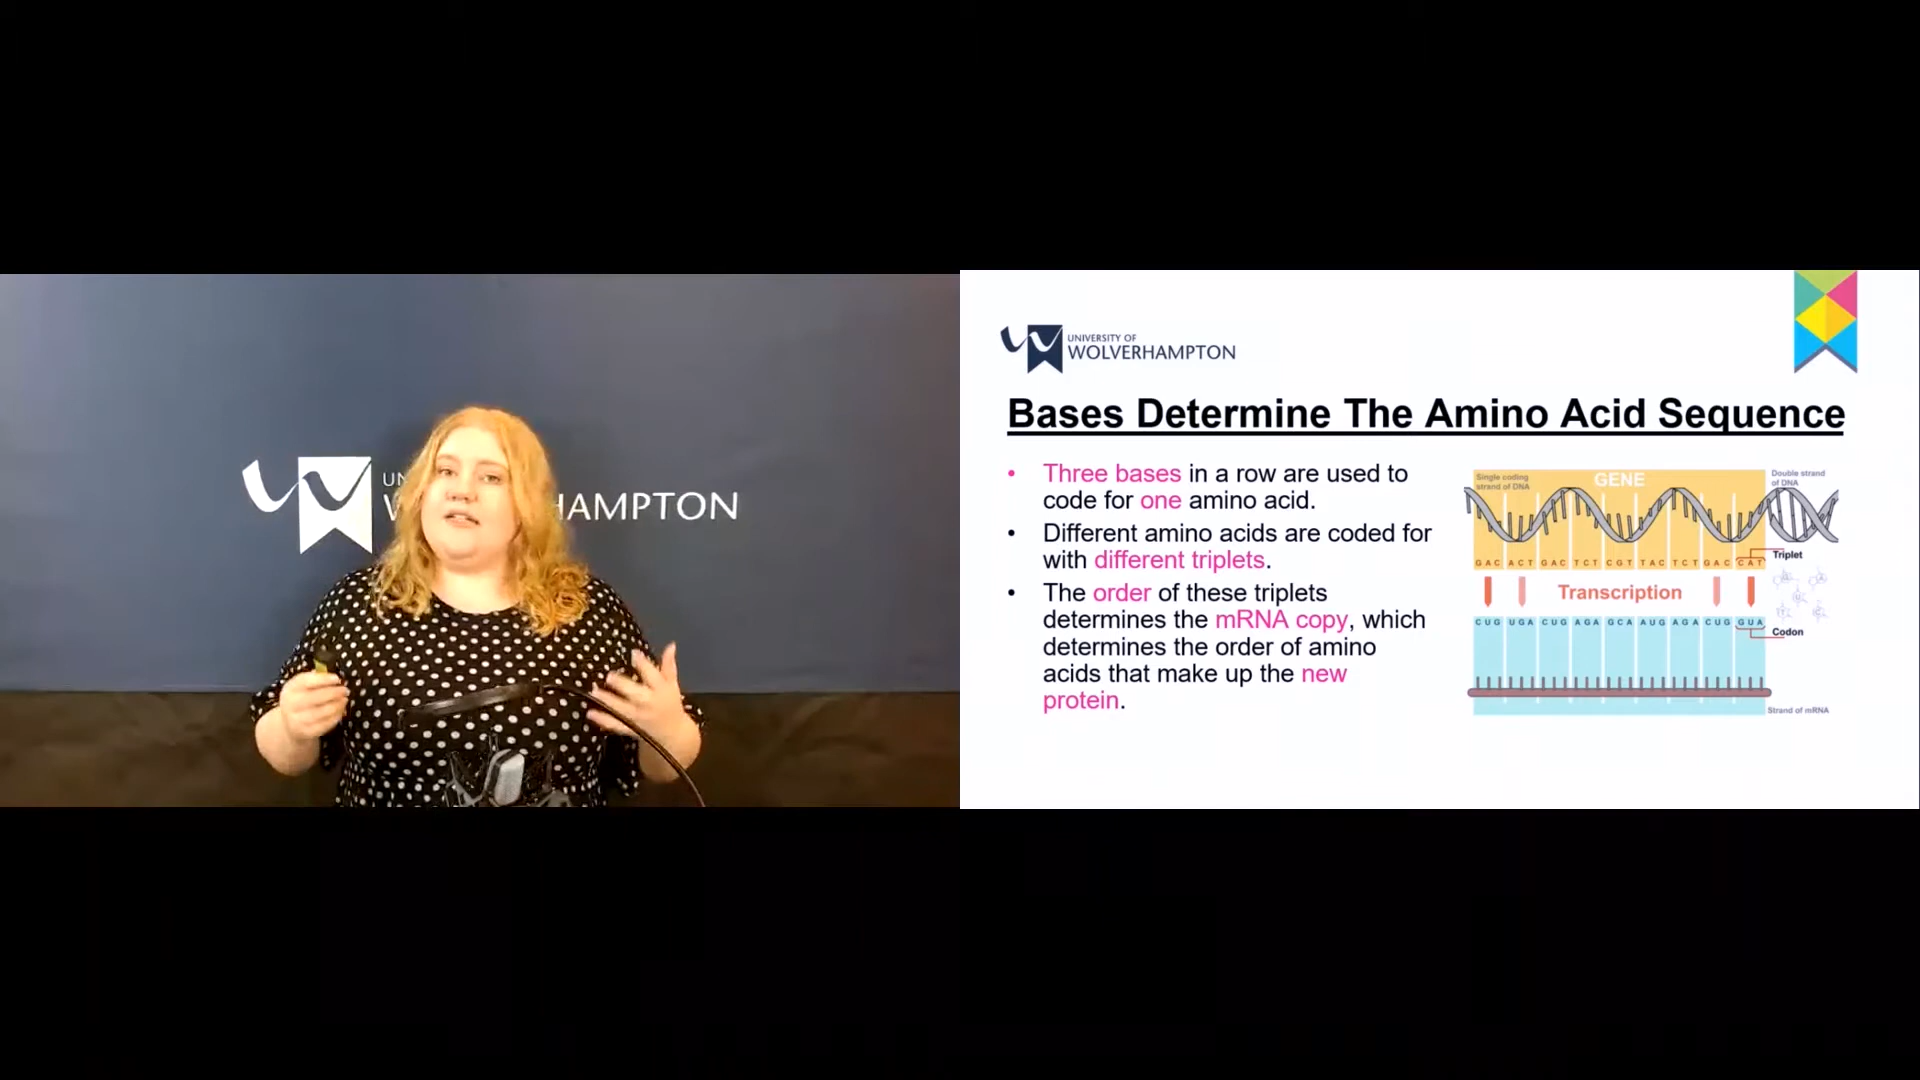 UN
W HAMPTON
UNIVERSITY OF
WOLVERHAMPTON
Bases Determine The Amino Acid Sequence
• Three bases in a row are used to
code for one amino acid.
• Different amino acids are coded for
with different triplets.
• The order of these triplets
determines the mRNA copy, which
determines the order of amino
acids that make up the new
protein.
Single coding
strand of DNA
GENE
Double strand
of DNA
GAC ACT GAC TCT CGT TAC TCT GAC CAT
Triplet
Transcription
CUG UGA CUG AGA GCA AUG AGA CUG GUA
Codon
Strand of mRNA